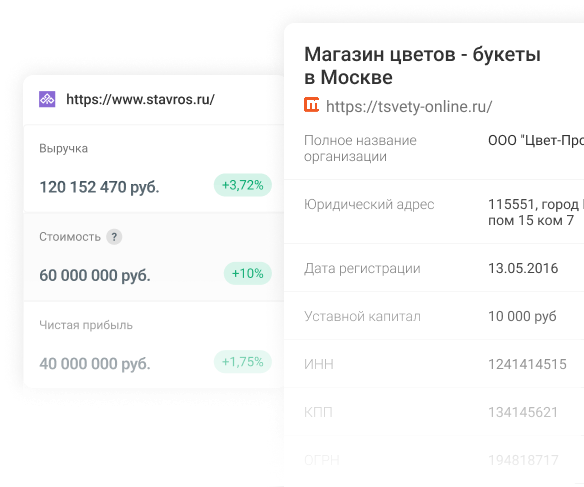 https://www.stavros.ru/
Выручка
120 152 470 руб. +3,72%
Стоимость ?
60 000 000 руб. +10%
Чистая прибыль
40 000 000 руб. +1,75%
Магазин цветов - букеты
в Москве
https://tsvety-online.ru/
Полное название
организации
ООО "Цвет-Про
Юридический адрес
115551, город
пом 15 ком 7
Дата регистрации 13.05.2016
Уставной капитал 10 000 руб
ИНН 1241414515
КПП 134145621
ОГРН 194818717